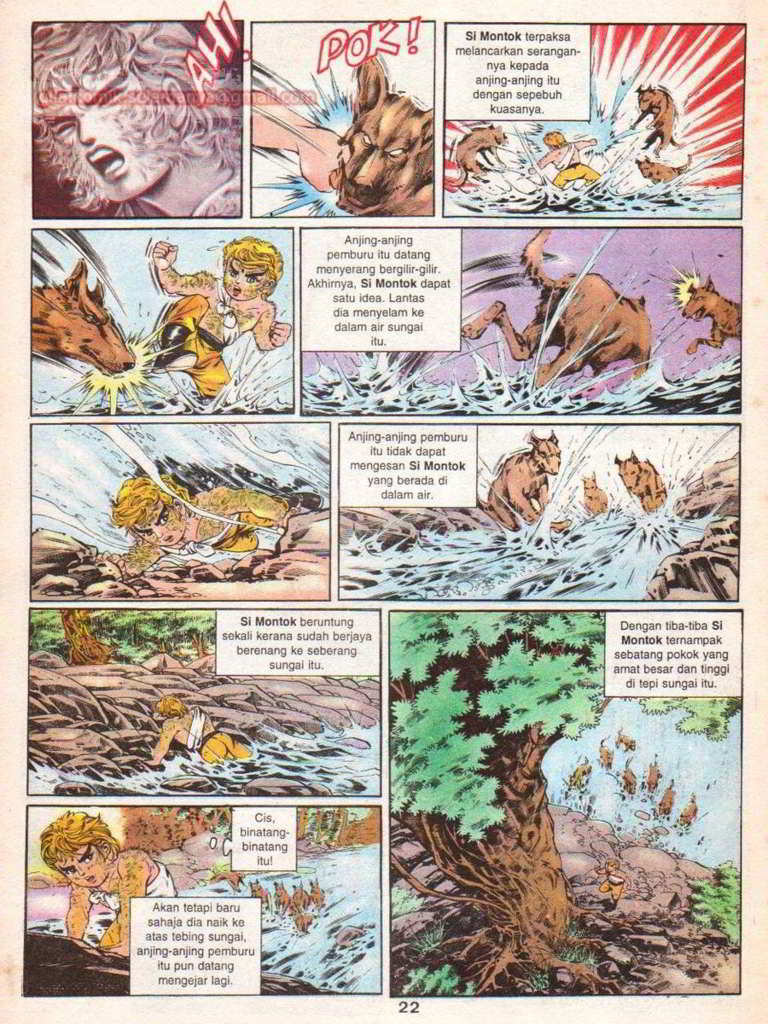 AHI.
POK!
Si Montok terpaksa
melancarkan serangan-
nya kepada
anjing-anjing itu
dengan sepebuh
kuasanya.
Anjing-anjing
pemburu itu datang
menyerang bergilir-gilir.
Akhirnya, Si Montok dapat
satu idea. Lantas
dia menyelam ke
dalam air sungai
itu.
Anjing-anjing pemburu
itu tidak dapat
mengesan Si Montok
yang berada di
dalam air.
Si Montok beruntung
sekali kerana sudah berjaya
berenang ke seberang
sungai itu.
Dengan tiba-tiba Si
Montok ternampak
sebatang pokok yang
amat besar dan tinggi
di tepi sungai itu.
Cis,
binatang-
binatang
itu!
Akan tetapi baru
sahaja dia naik ke
atas tebing sungai,
anjing-anjing pemburu
itu pun datang
mengejar lagi.
22